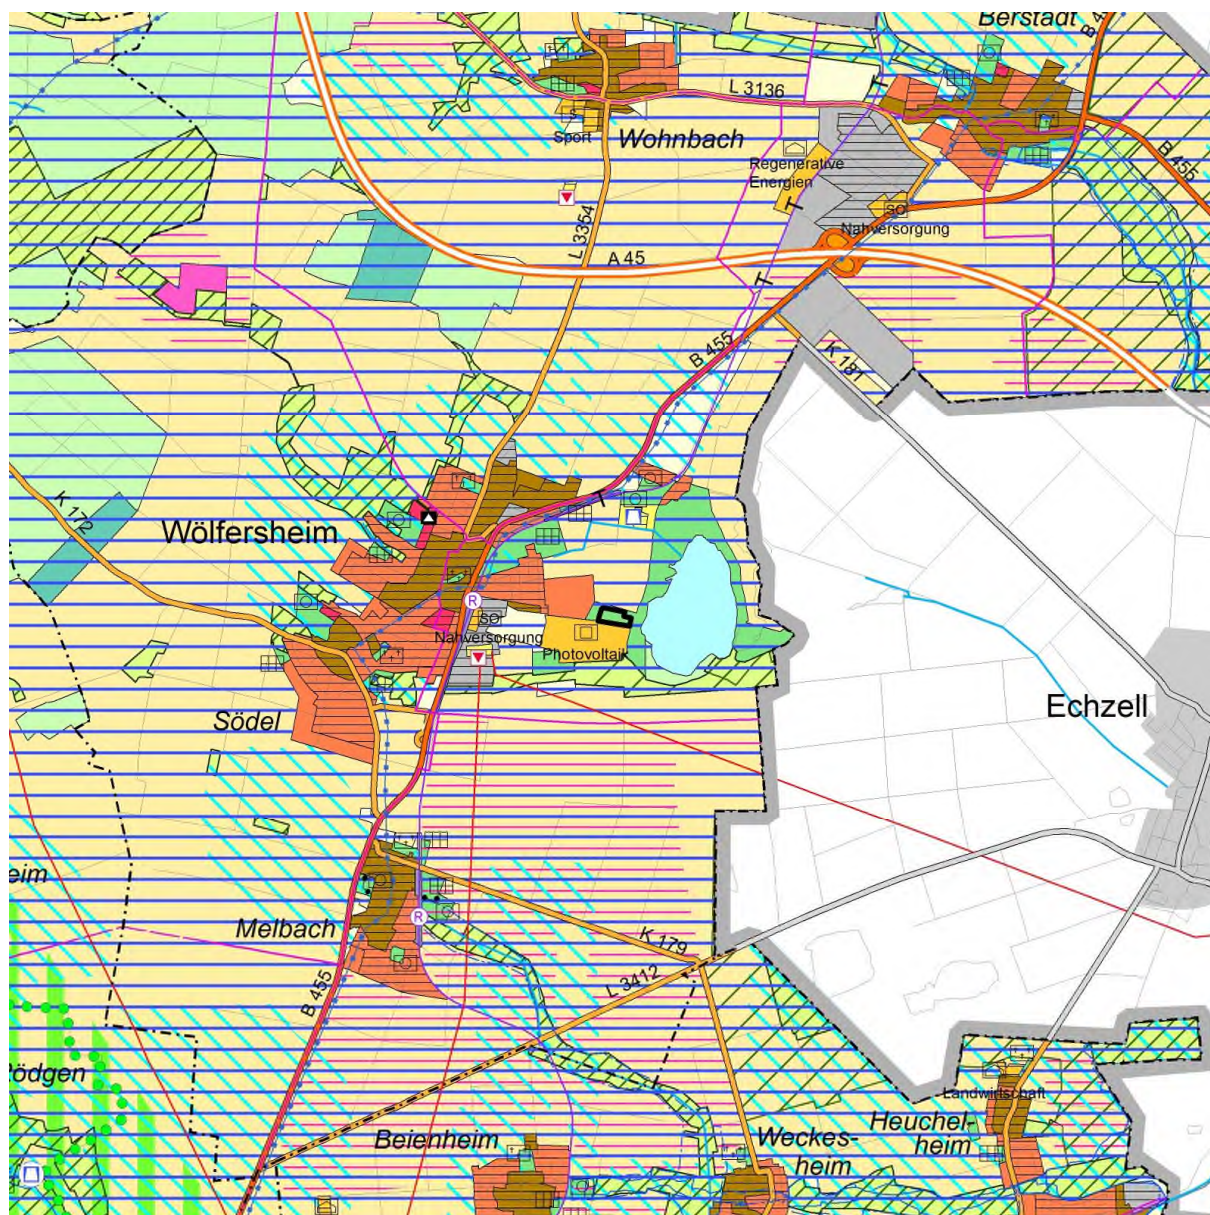 Berstadt
B 4
L 3136
Wohnbach
Sport
Regenerative
Energien
T
B 455
T
SO
Nahversorgung
L 3354
A 45
T
B 455
K 181
K 172
T
Wölfersheim
R
SO
Nahversorgung
Photovoltaik
Södel
Echzell
eim
Melbach
R
K 179
L 3412
B 455
ödgen
Landwirtschaft
Beienheim
Weckes-
heim
Heuchel-
heim